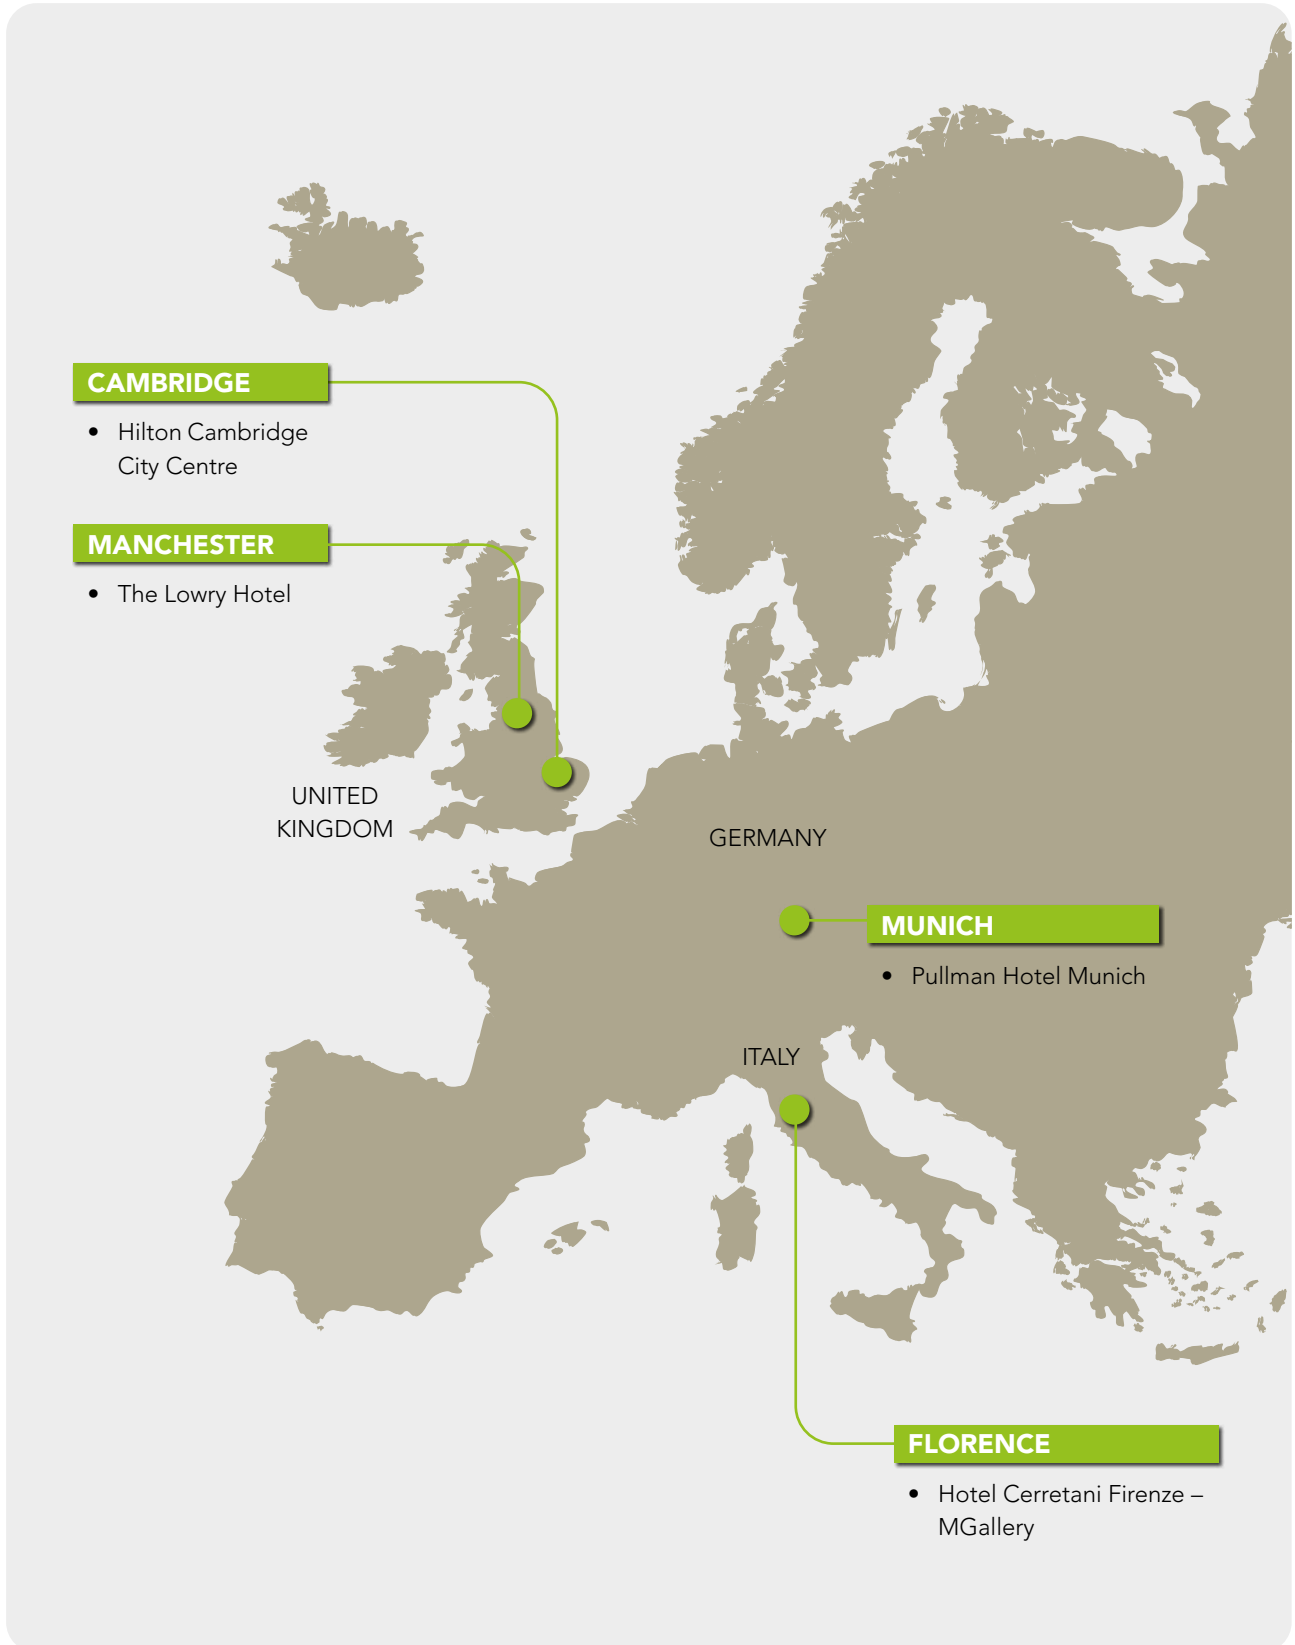 CAMBRIDGE
• Hilton Cambridge
City Centre
MANCHESTER
• The Lowry Hotel
UNITED
KINGDOM
GERMANY
MUNICH
• Pullman Hotel Munich
ITALY
FLORENCE
• Hotel Cerretani Firenze –
MGallery